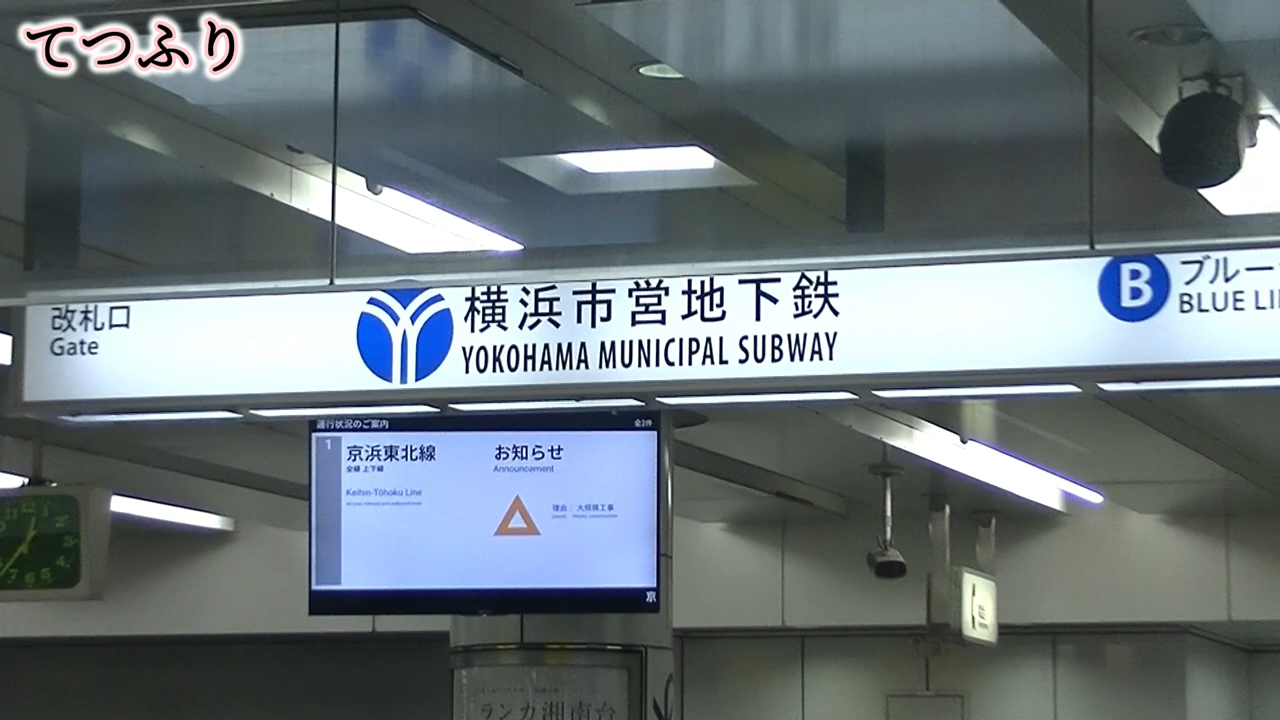 てつふり
改札口
Gate
横浜市営地下鉄
YOKOHAMA MUNICIPAL SUBWAY
B
ブルー
BLUE LI
運行状況のご案内
全2件
1
京浜東北線
全線 上下線
Keihin-Tōhoku Line
お知らせ
Announcement
理由： 大規模工事
京
ランカ湘南台